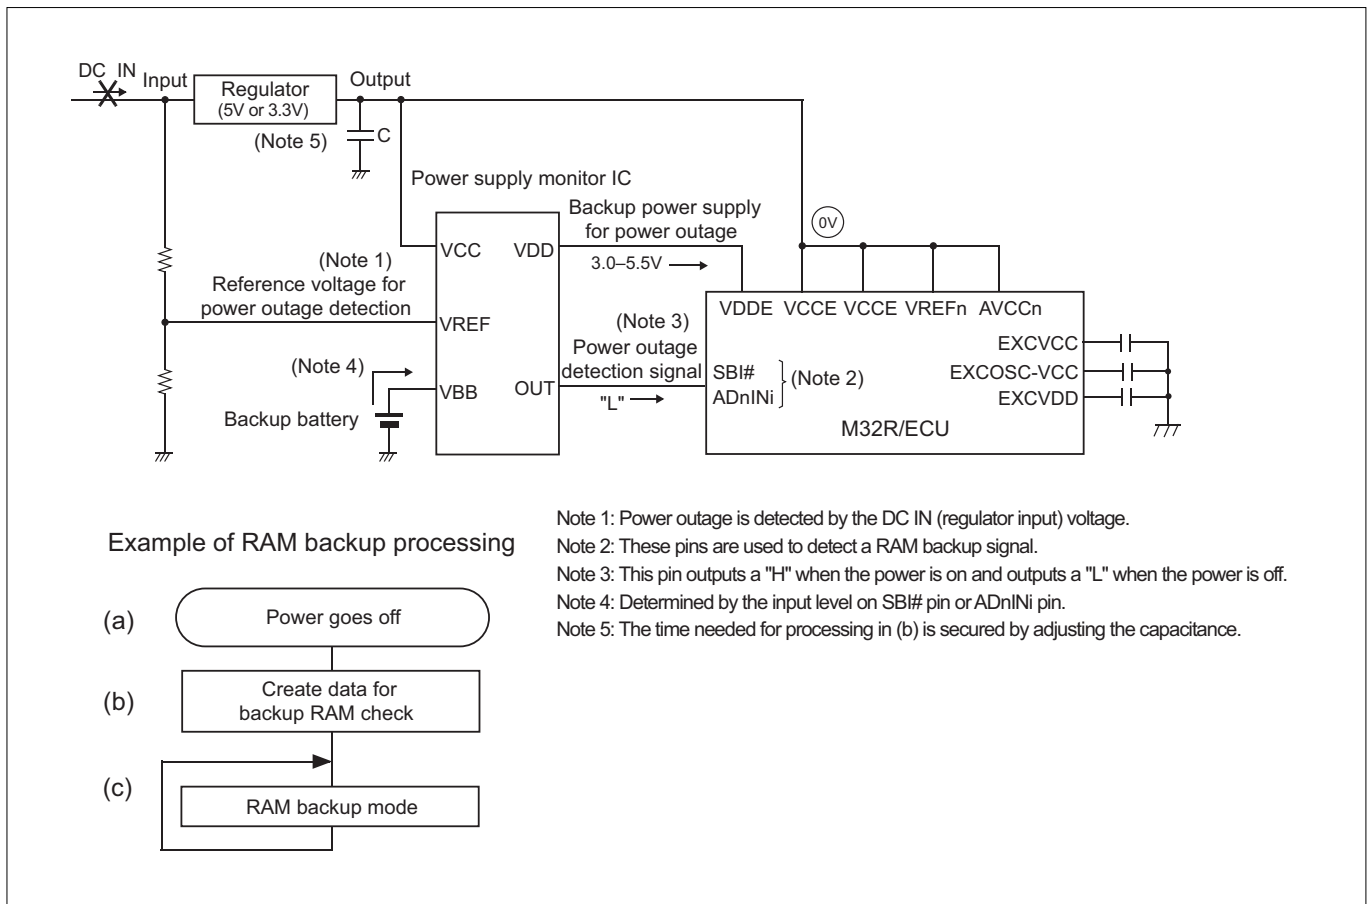 DC IN
Input
Regulator
(5V or 3.3V)
Output
(Note 5)
C
Power supply monitor IC
Backup power supply
for power outage
3.0–5.5V
0V
(Note 1)
Reference voltage for
power outage detection
VCC
VDD
VREF
VBB
OUT
(Note 4)
Backup battery
(Note 3)
Power outage
detection signal
"L"
VDDE VCCE VCCE VREFn AVCCn
EXCVCC
EXCOSC-VCC
EXCVDD
SBI#
ADnINi
(Note 2)
M32R/ECU
Example of RAM backup processing
(a)
Power goes off
(b)
Create data for
backup RAM check
(c)
RAM backup mode
Note 1: Power outage is detected by the DC IN (regulator input) voltage.
Note 2: These pins are used to detect a RAM backup signal.
Note 3: This pin outputs a "H" when the power is on and outputs a "L" when the power is off.
Note 4: Determined by the input level on SBI# pin or ADnINi pin.
Note 5: The time needed for processing in (b) is secured by adjusting the capacitance.